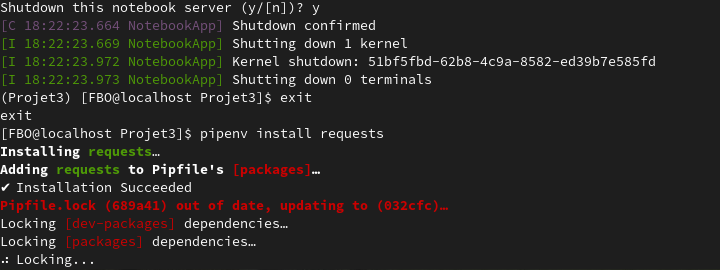 Shutdown this notebook server (y/[n])? y
[C 18:22:23.664 NotebookApp] Shutdown confirmed
[I 18:22:23.669 NotebookApp] Shutting down 1 kernel
[I 18:22:23.972 NotebookApp] Kernel shutdown: 51bf5fbd-62b8-4c9a-8582-ed39b7e585fd
[I 18:22:23.973 NotebookApp] Shutting down 0 terminals
(Projet3) [FBO@localhost Projet3]$ exit
exit
[FBO@localhost Projet3]$ pipenv install requests
Installing requests…
Adding requests to Pipfile's [packages]…
✔ Installation Succeeded
Pipfile.lock (689a41) out of date, updating to (032cfc)…
Locking [dev-packages] dependencies…
Locking [packages] dependencies…
⠴ Locking...